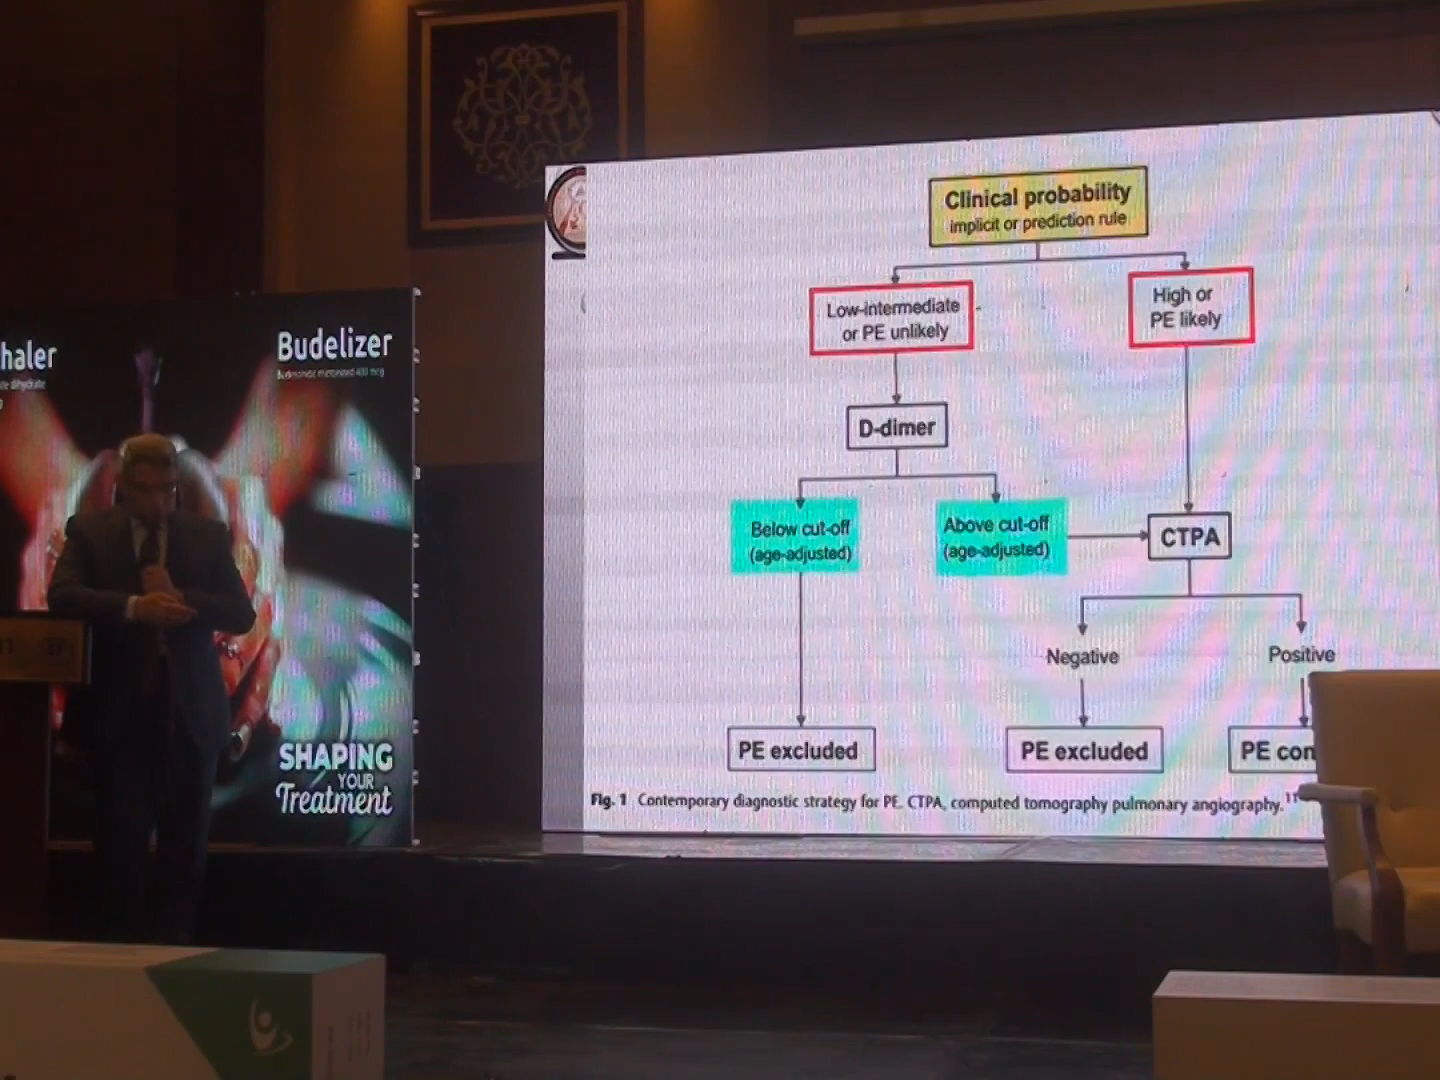 haler
Budelizer
SHAPING
YOUR
Treatment
Clinical probability
implicit or prediction rule
Low-intermediate
or PE unlikely
High or
PE likely
D-dimer
Below cut-off
(age-adjusted)
Above cut-off
(age-adjusted)
CTPA
Negative
Positive
PE excluded
PE excluded
PE con
Fig. 1 Contemporary diagnostic strategy for PE. CTPA, computed tomography pulmonary angiography.